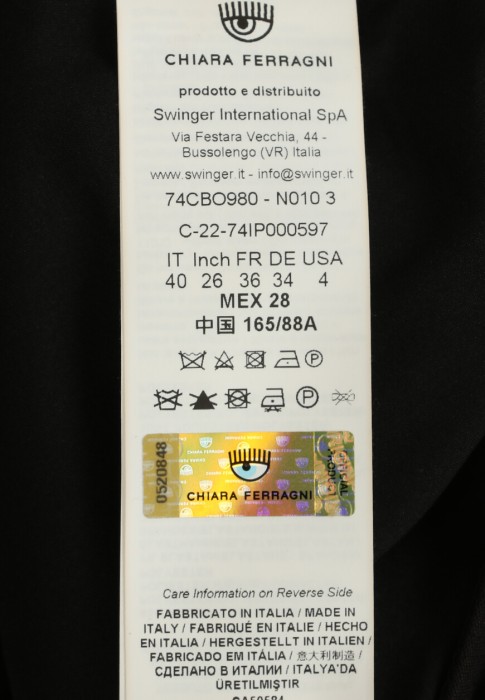 CHIARA FERRAGNI
prodotto e distribuito
Swinger International SpA
Via Festara Vecchia, 44 -
Bussolengo (VR) Italia
www.swinger.it - info@swinger.it
74CBO980 - N010 3
C-22-74IP000597
IT Inch FR DE USA
40 26 36 34 4
MEX 28
中国 165/88A
P
P
0520848
CHIARA FERRAGNI
Care Information on Reverse Side
FABBRICATO IN ITALIA / MADE IN
ITALY / FABRIQUÉ EN ITALIE / HECHO
EN ITALIA / HERGESTELLT IN ITALIEN /
FABRICADO EM ITÁLIA / 意大利制造 /
СДЕЛАНО В ИТАЛИИ / ITALYA'DA
ÜRETILMIŞTIR